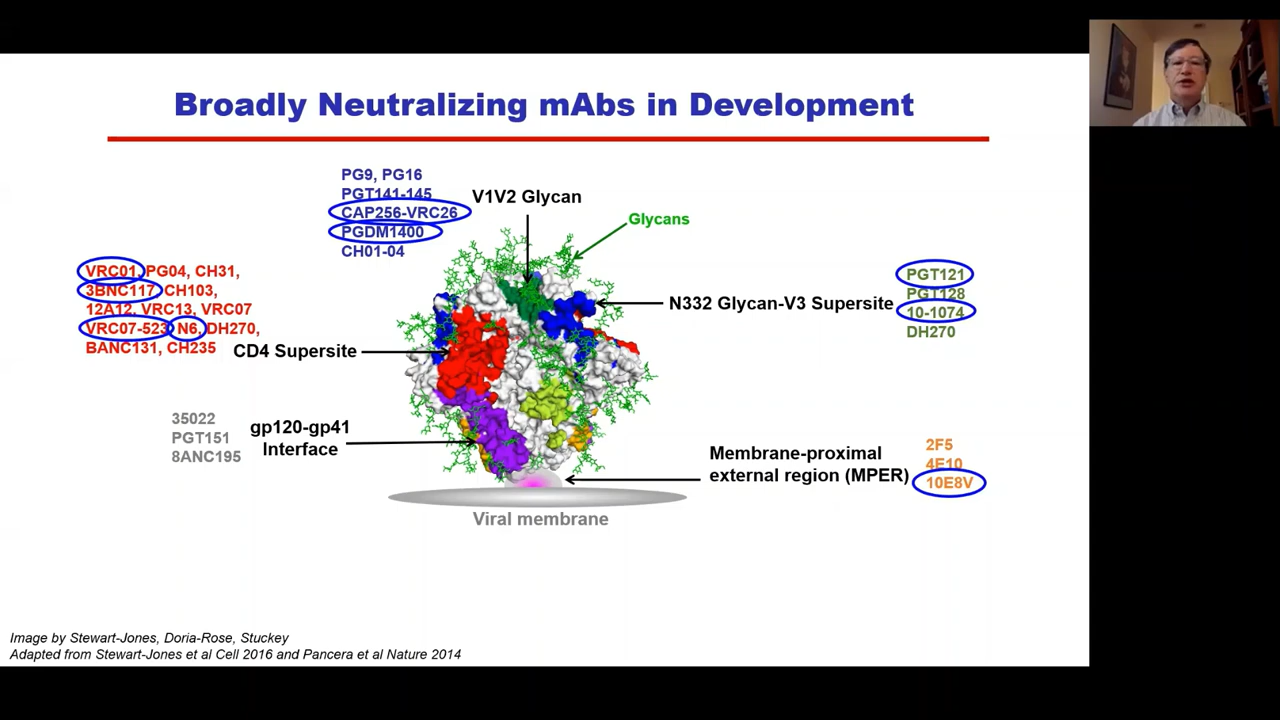 Broadly Neutralizing mAbs in Development
PG9, PG16
PGT141-145
CAP256-VRC26
PGDM1400
CH01-04
V1V2 Glycan
Glycans
VRC01, PG04, CH31,
3BNC117 CH103,
12A12, VRC13, VRC07
VRC07-523 N6, DH270,
BANC131, CH235
CD4 Supersite
PGT121
PGT128
10-1074
DH270
N332 Glycan-V3 Supersite
35022
PGT151
8ANC195
gp120-gp41
Interface
Membrane-proximal
external region (MPER)
2F5
4E10
10E8V
Viral membrane
Image by Stewart-Jones, Doria-Rose, Stuckey
Adapted from Stewart-Jones et al Cell 2016 and Pancera et al Nature 2014